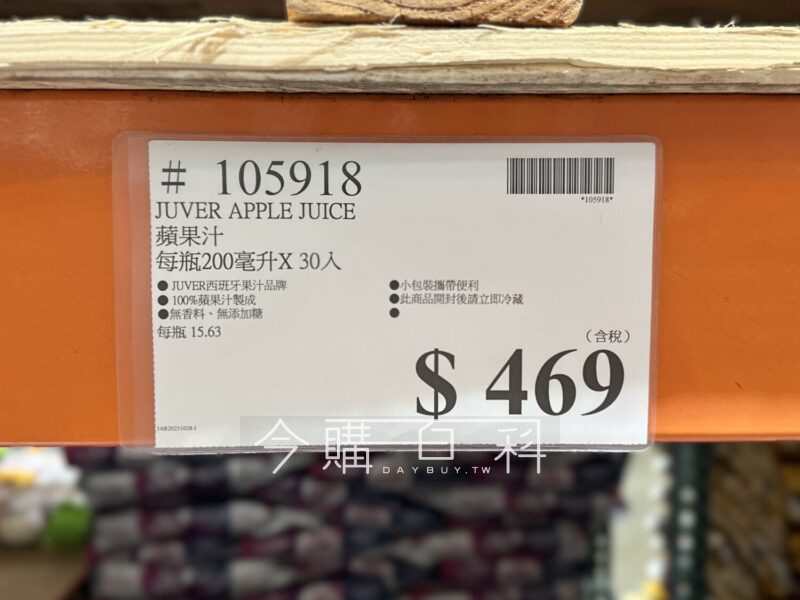 # 105918
*105918*
JUVER APPLE JUICE
蘋果汁
每瓶200毫升X 30入
● JUVER西班牙果汁品牌
● 100%蘋果汁製成
●無香料、無添加糖
●小包裝攜帶便利
●此商品開封後請立即冷藏
●
每瓶 15.63
(含稅)
$ 469
今購百科
DAYBUY.TW